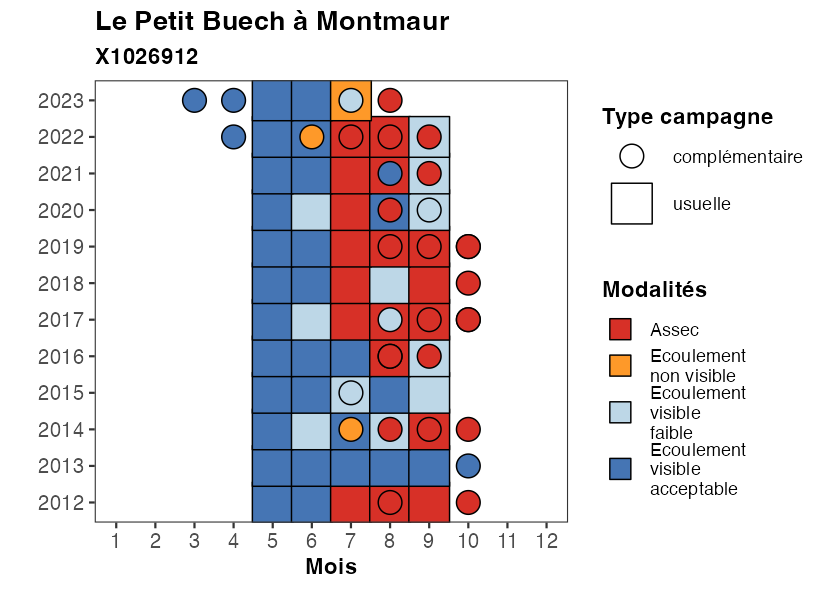 Le Petit Buech à Montmaur
X1026912
2023
2022
2021
2020
2019
2018
2017
2016
2015
2014
2013
2012
1 2 3 4 5 6 7 8 9 10 11 12
Mois
Type campagne
complémentaire
usuelle
Modalités
Assec
Ecoulement
non visible
Ecoulement
visible
faible
Ecoulement
visible
acceptable